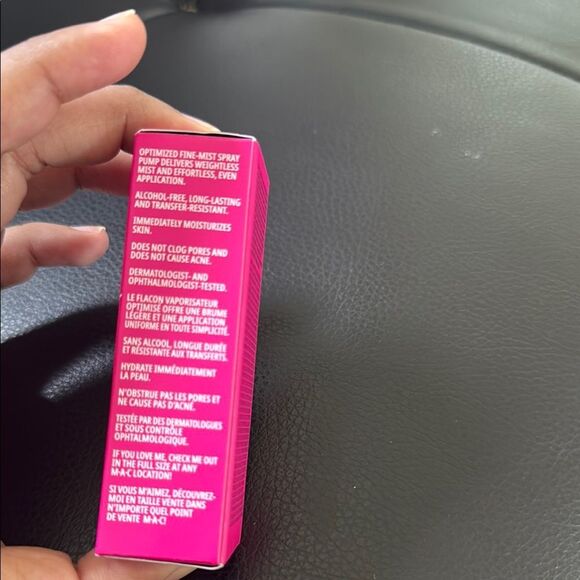 OPTIMIZED FINE-MIST SPRAY
PUMP DELIVERS WEIGHTLESS
MIST AND EFFORTLESS, EVEN
APPLICATION.
ALCOHOL-FREE, LONG-LASTING
AND TRANSFER-RESISTANT.
IMMEDIATELY MOISTURIZES
SKIN.
DOES NOT CLOG PORES AND
DOES NOT CAUSE ACNE.
DERMATOLOGIST- AND
OPHTHALMOLOGIST-TESTED.
LE FLACON VAPORISATEUR
OPTIMISÉ OFFRE UNE BRUME
LÉGÈRE ET UNE APPLICATION
UNIFORME EN TOUTE SIMPLICITÉ.
SANS ALCOOL, LONGUE DURÉE
ET RÉSISTANTE AUX TRANSFERTS.
HYDRATE IMMÉDIATEMENT
LA PEAU.
N'OBSTRUE PAS LES PORES ET
NE CAUSE PAS D'ACNÉ.
TESTÉE PAR DES DERMATOLOGUES
ET SOUS CONTRÔLE
OPHTALMOLOGIQUE.
IF YOU LOVE ME, CHECK ME OUT
IN THE FULL SIZE AT ANY
M·A·C LOCATION!
SI VOUS M'AIMEZ, DÉCOUVREZ-
MOI EN TAILLE VENTE DANS
N'IMPORTE QUEL POINT
DE VENTE M·A·C!